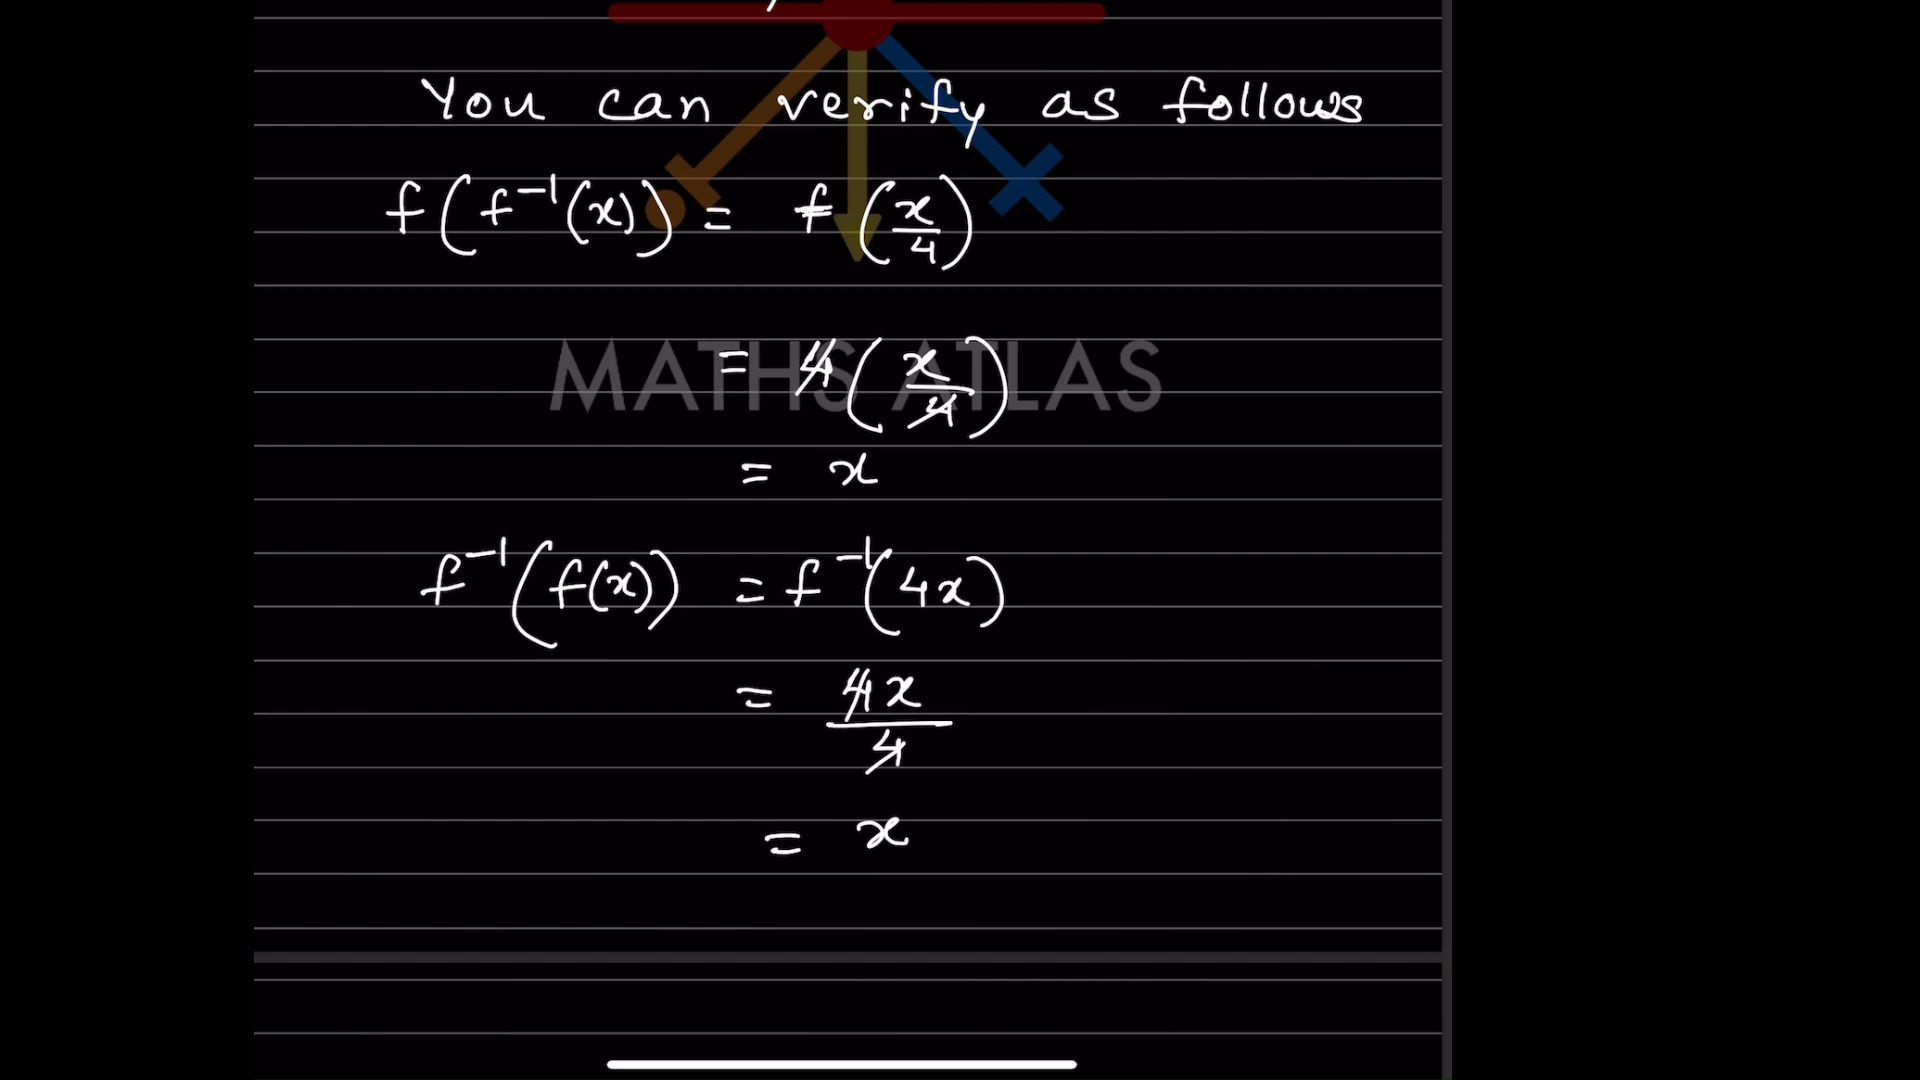 You can verify as follows
f(f⁻¹(x)) = f(x/4)
= 4(x/4)
MATHS ATLAS
= x
f⁻¹(f(x)) = f⁻¹(4x)
= 4x/4
= x